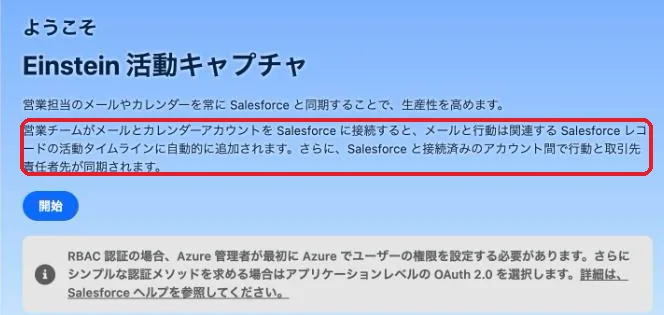 ようこそ
Einstein 活動キャプチャ
営業担当のメールやカレンダーを常に Salesforce と同期することで、生産性を高めます。
営業チームがメールとカレンダーアカウントを Salesforce に接続すると、メールと行動は関連する Salesforce レコ
ードの活動タイムラインに自動的に追加されます。さらに、Salesforce と接続済みのアカウント間で行動と取引先
責任者先が同期されます。
開始
RBAC 認証の場合、Azure 管理者が最初に Azure でユーザーの権限を設定する必要があります。さらに
シンプルな認証メソッドを求める場合はアプリケーションレベルの OAuth 2.0 を選択します。詳細は、
Salesforce ヘルプを参照してください。